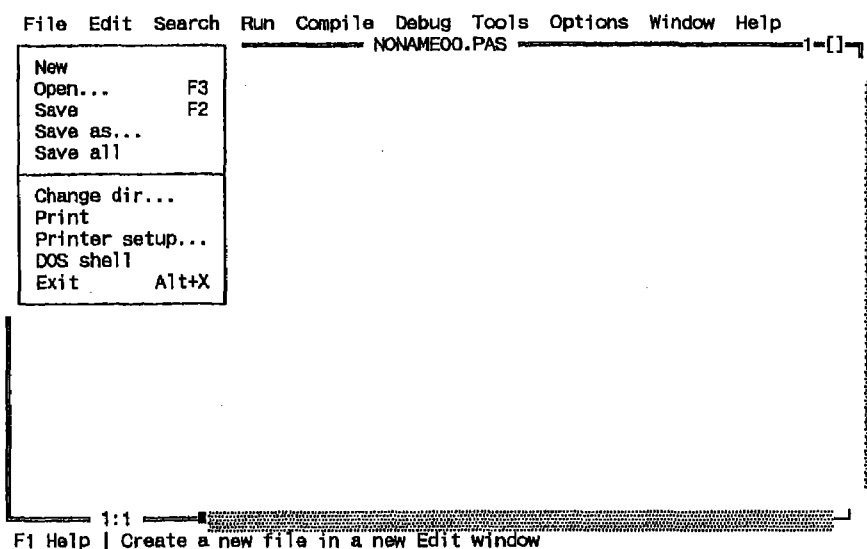 File Edit Search Run Compile Debug Tools Options Window Help
NONAME00.PAS 1=[]
New
Open... F3
Save F2
Save as...
Save all
Change dir...
Print
Printer setup...
DOS shell
Exit Alt+X
1:1
F1 Help | Create a new file in a new Edit window